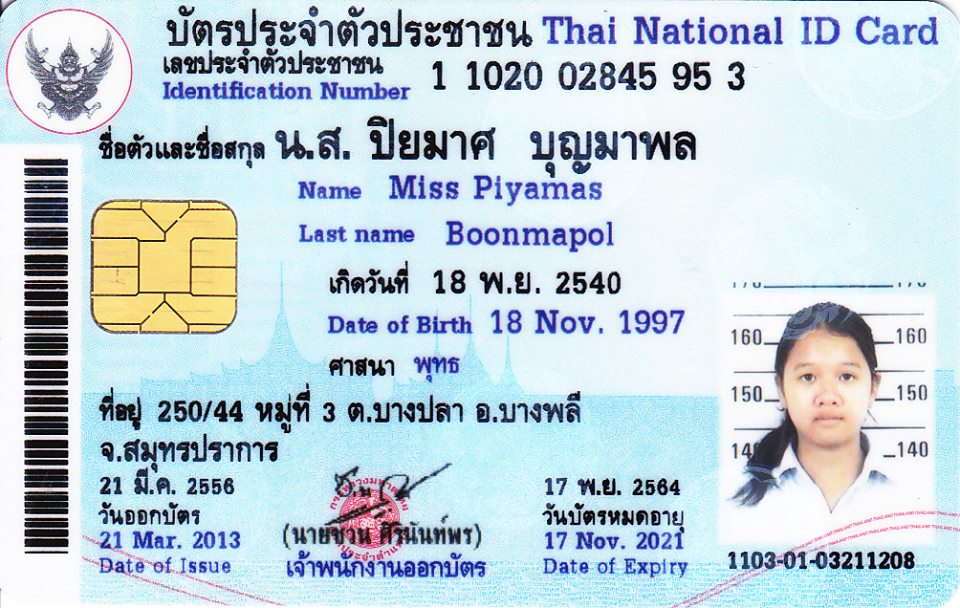 บัตรประจำตัวประชาชน Thai National ID Card
เลขประจำตัวประชาชน
Identification Number 1 1020 02845 95 3
ชื่อตัวและชื่อสกุล น.ส. ปิยมาศ บุญมาพล
Name Miss Piyamas
Last name Boonmapol
เกิดวันที่ 18 พ.ย. 2540
Date of Birth 18 Nov. 1997
ศาสนา พุทธ
ที่อยู่ 250/44 หมู่ที่ 3 ต.บางปลา อ.บางพลี
จ.สมุทรปราการ
21 มี.ค. 2556
วันออกบัตร
21 Mar. 2013
Date of Issue
(นายชวน ศิรินันท์พร)
เจ้าพนักงานออกบัตร
17 พ.ย. 2564
วันบัตรหมดอายุ
17 Nov. 2021
Date of Expiry
160 160
150 150
140 140
1103-01-03211208